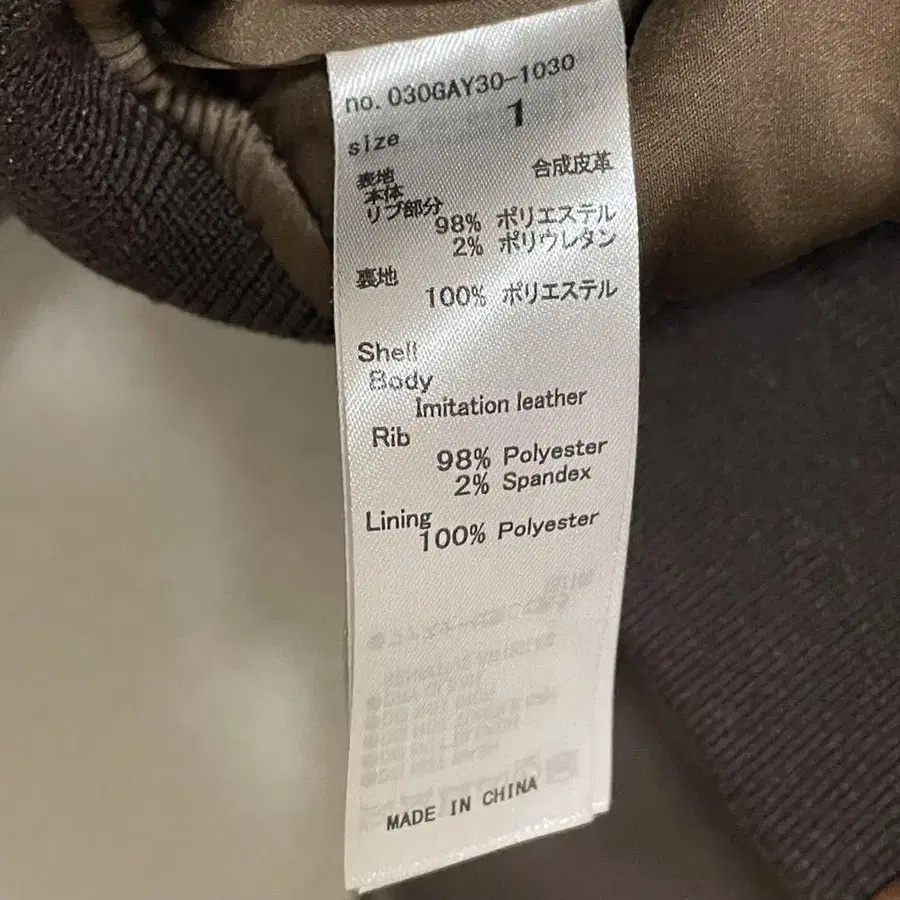 no. 030GAY30-1030
size 1
表地
本体 合成皮革
リブ部分
98% ポリエステル
2% ポリウレタン
裏地
100% ポリエステル
Shell
Body
Imitation leather
Rib
98% Polyester
2% Spandex
Lining
100% Polyester
MADE IN CHINA